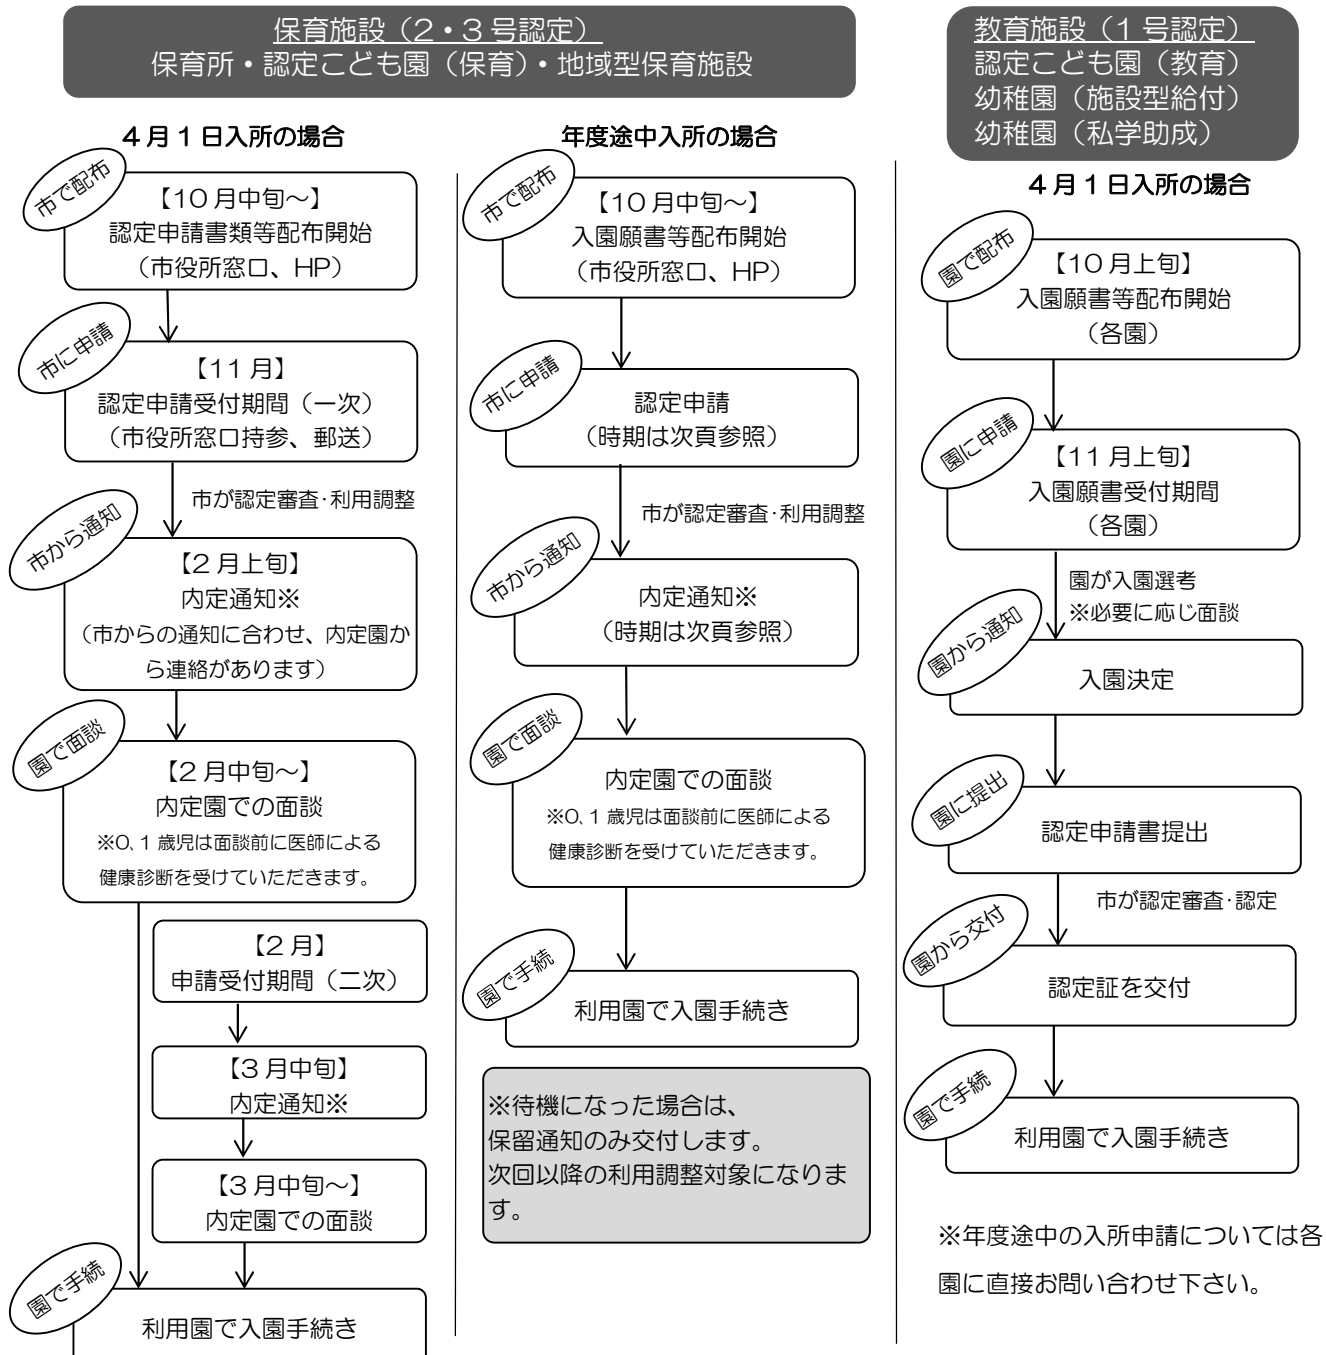 保育施設（2・3号認定）
保育所・認定こども園（保育）・地域型保育施設
4月1日入所の場合
市で配布
【10月中旬～】
認定申請書類等配布開始
（市役所窓口、HP）
市に申請
【11月】
認定申請受付期間（一次）
（市役所窓口持参、郵送）
市が認定審査･利用調整
市から通知
【2月上旬】
内定通知※
（市からの通知に合わせ、内定園か
ら連絡があります）
園で面談
【2月中旬～】
内定園での面談
※0、1歳児は面談前に医師による
健康診断を受けていただきます。
【2月】
申請受付期間（二次）
【3月中旬】
内定通知※
【3月中旬～】
内定園での面談
園で手続
利用園で入園手続き
年度途中入所の場合
市で配布
【10月中旬～】
入園願書等配布開始
（市役所窓口、HP）
市に申請
認定申請
（時期は次頁参照）
市が認定審査･利用調整
市から通知
内定通知※
（時期は次頁参照）
園で面談
内定園での面談
※0、1歳児は面談前に医師による
健康診断を受けていただきます。
園で手続
利用園で入園手続き
※待機になった場合は、
保留通知のみ交付します。
次回以降の利用調整対象になりま
す。
教育施設（1号認定）
認定こども園（教育）
幼稚園（施設型給付）
幼稚園（私学助成）
4月1日入所の場合
園で配布
【10月上旬】
入園願書等配布開始
（各園）
園に申請
【11月上旬】
入園願書受付期間
（各園）
園が入園選考
※必要に応じ面談
園から通知
入園決定
園に提出
認定申請書提出
市が認定審査･認定
園から交付
認定証を交付
園で手続
利用園で入園手続き
※年度途中の入所申請については各
園に直接お問い合わせ下さい。